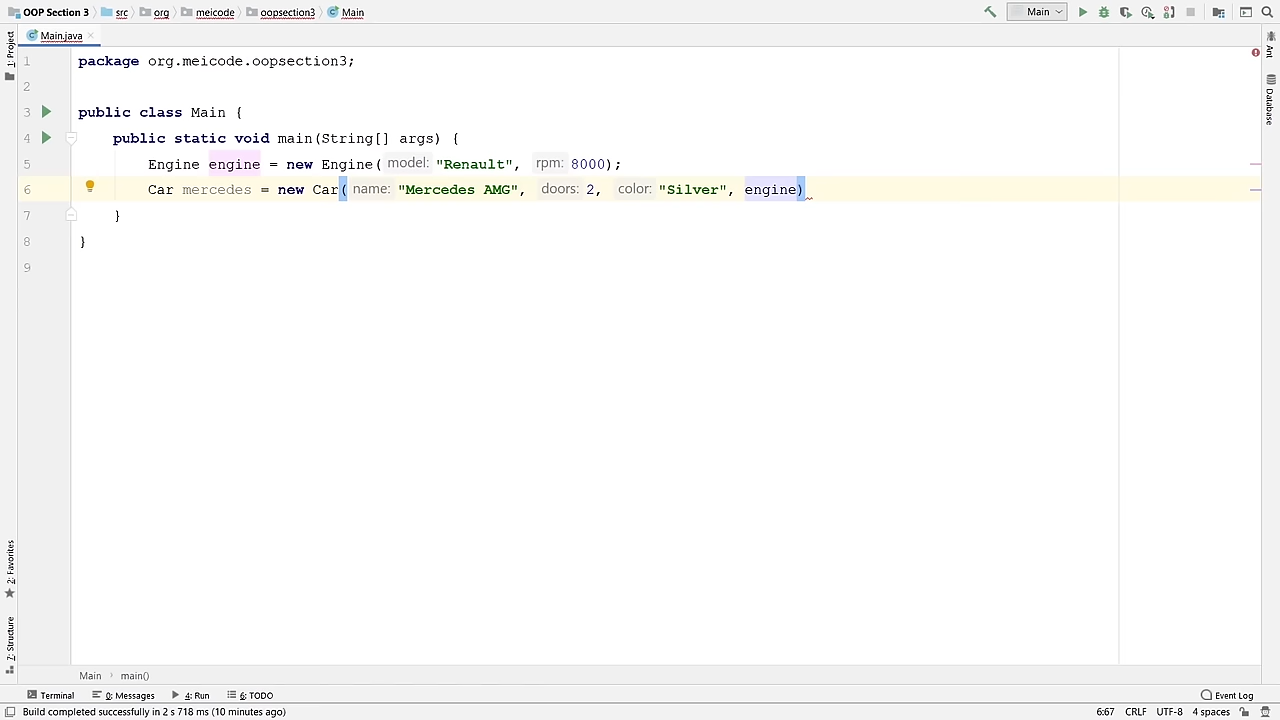 OOP Section 3 > src > org > meicode > oopsection3 > Main
Main
Main.java
1: Project
Ant
Database
1 package org.meicode.oopsection3;
2
3 public class Main {
4 public static void main(String[] args) {
5 Engine engine = new Engine( model: "Renault", rpm: 8000);
6 Car mercedes = new Car( name: "Mercedes AMG", doors: 2, color: "Silver", engine)
7 }
8 }
9
2: Favorites
7: Structure
Main > main()
Terminal 0: Messages 4: Run 6: TODO Event Log
Build completed successfully in 2 s 718 ms (10 minutes ago) 6:67 CRLF UTF-8 4 spaces